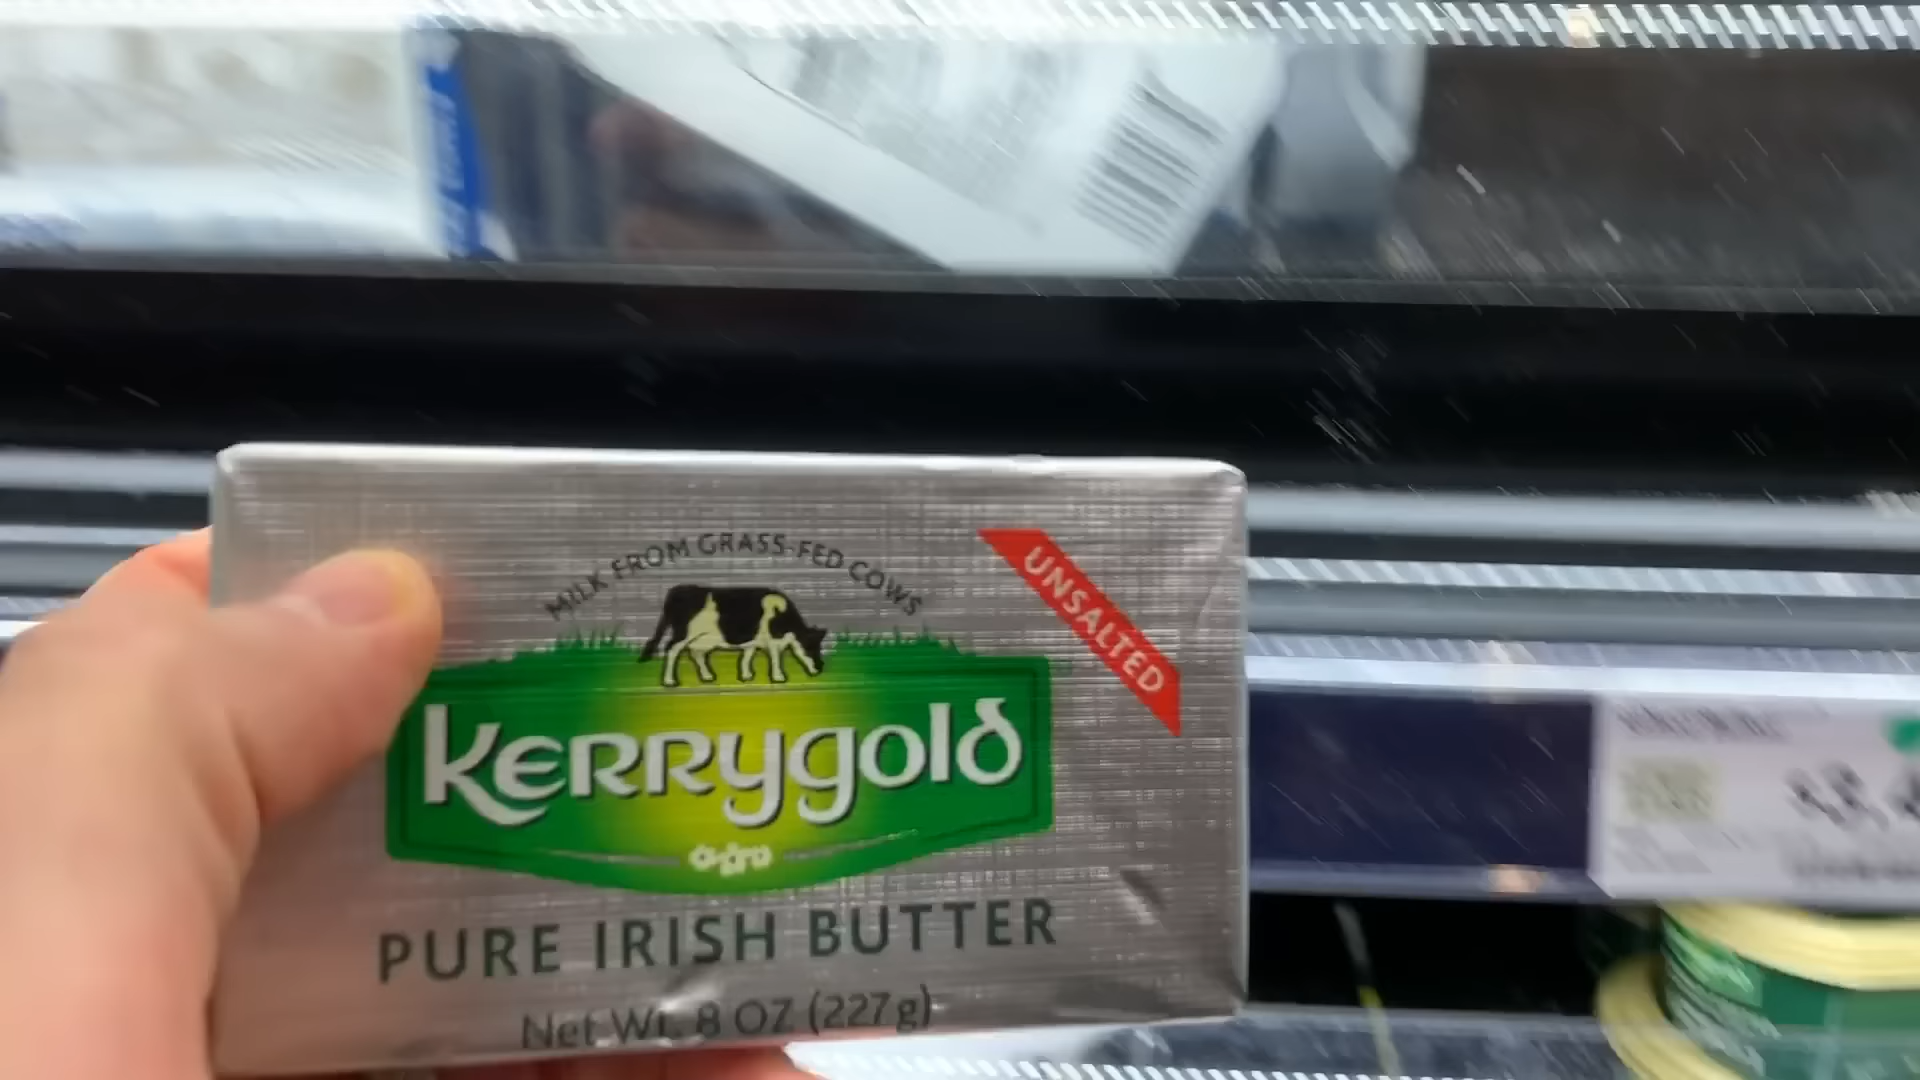 MILK FROM GRASS-FED COWS
UNSALTED
Kerrygold
PURE IRISH BUTTER
Net Wt. 8 OZ (227g)